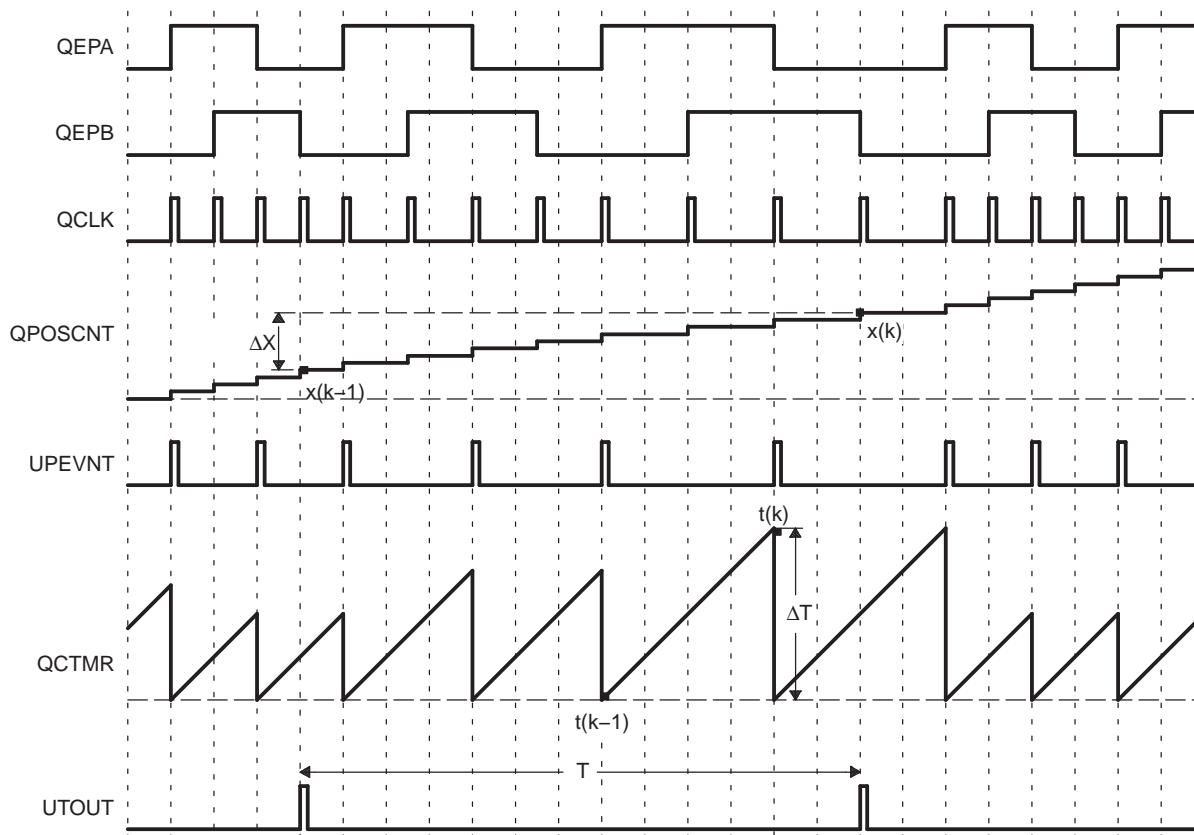 QEPA
QEPB
QCLK
QPOSCNT
ΔX
x(k)
x(k−1)
UPEVNT
t(k)
ΔT
QCTMR
t(k−1)
T
UTOUT